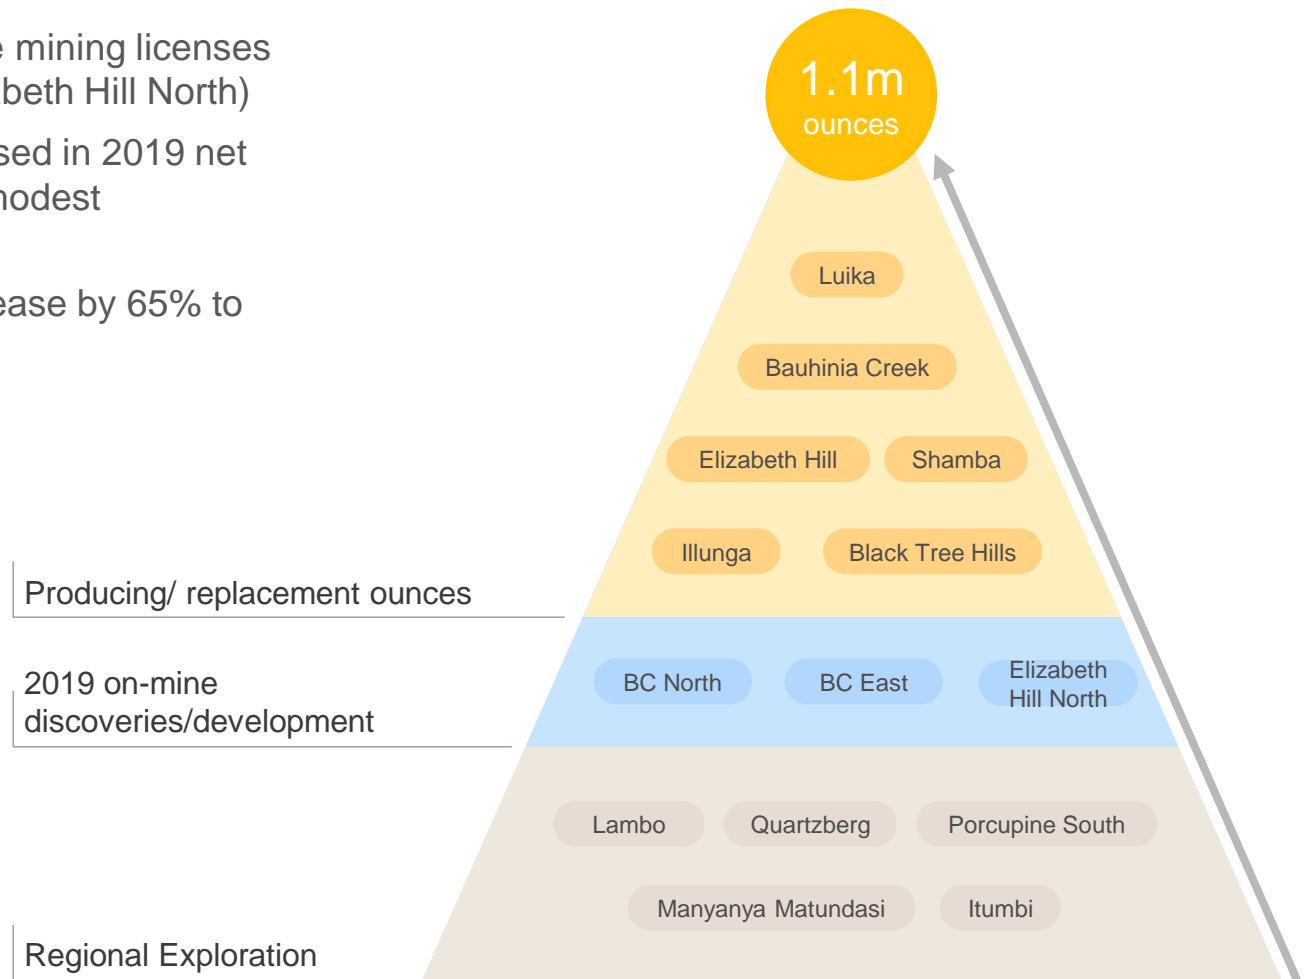 e mining licenses
beth Hill North)
sed in 2019 net
modest
ease by 65% to
1.1m
ounces
Luika
Bauhinia Creek
Elizabeth Hill
Shamba
Illunga
Black Tree Hills
Producing/ replacement ounces
2019 on-mine
discoveries/development
BC North
BC East
Elizabeth
Hill North
Lambo
Quartzberg
Porcupine South
Manyanya Matundasi
Itumbi
Regional Exploration